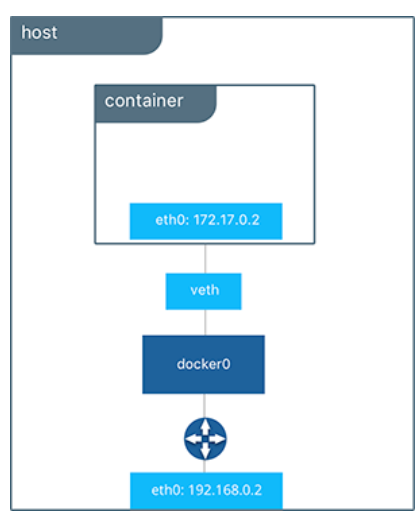 host
container
eth0: 172.17.0.2
veth
docker0
eth0: 192.168.0.2